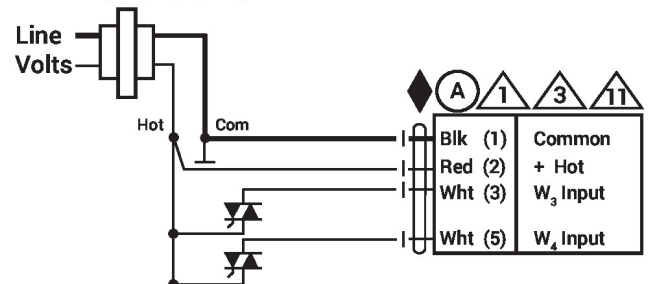 Line
Volts
Hot
Com
A 1 3 11
Blk (1) Common
Red (2) + Hot
Wht (3) W₃ Input
Wht (5) W₄ Input